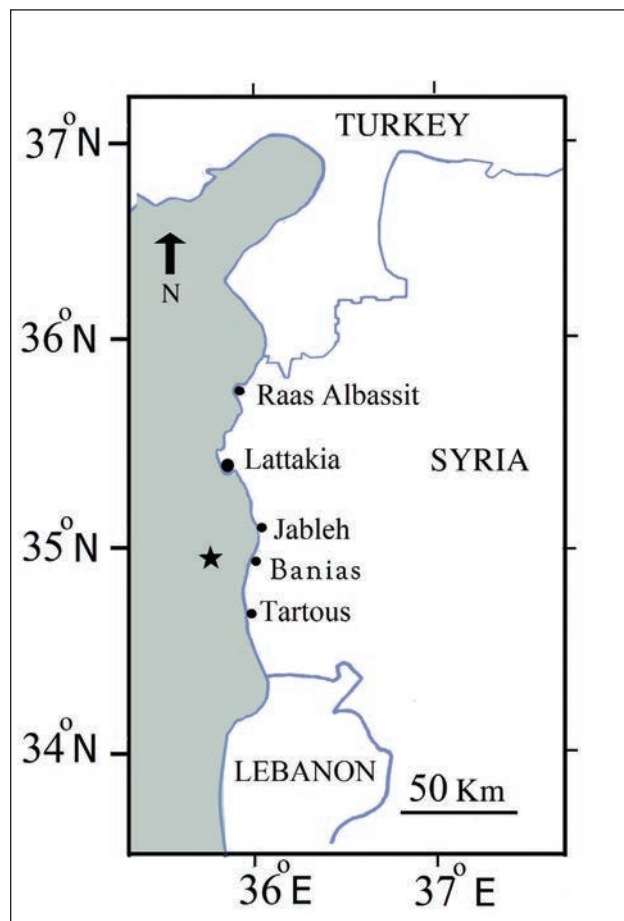 TURKEY
37°N
N
36°N
Raas Albassit
Lattakia
SYRIA
Jableh
35°N
Banias
Tartous
34°N
LEBANON
50 Km
36°E
37°E